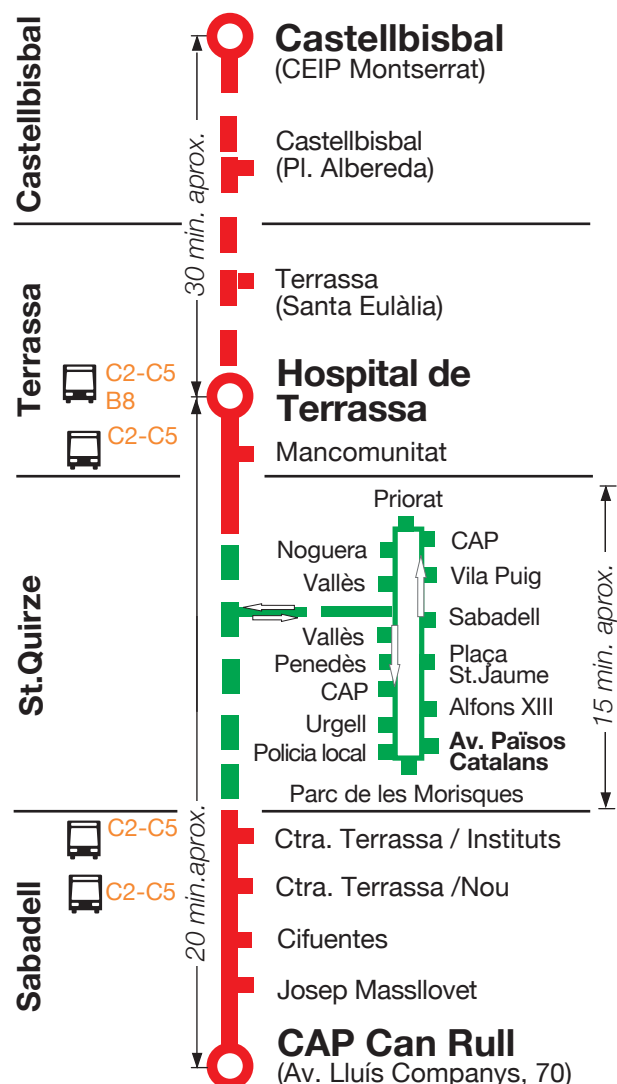 Castellbisbal
Castellbisbal
(CEIP Montserrat)
Castellbisbal
(Pl. Albereda)
30 min. aprox.
Terrassa
Terrassa
(Santa Eulàlia)
C2-C5
B8
Hospital de
Terrassa
C2-C5
Mancomunitat
St.Quirze
Priorat
Noguera
CAP
Vallès
Vila Puig
Vallès
Sabadell
Penedès
Plaça
St.Jaume
CAP
Alfons XIII
Urgell
Policia local
Av. Països
Catalans
Parc de les Morisques
15 min. aprox.
Sabadell
20 min.aprox.
C2-C5
Ctra. Terrassa / Instituts
C2-C5
Ctra. Terrassa /Nou
Cifuentes
Josep Massllovet
CAP Can Rull
(Av. Lluís Companys, 70)